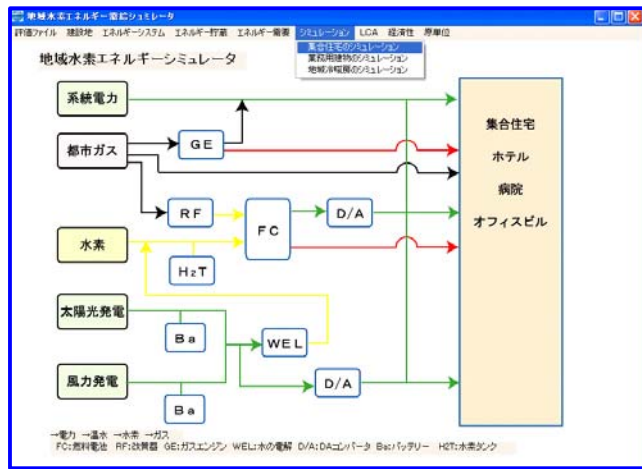 地域水素エネルギー需給シュミレータ
評価ファイル 建設地 エネルギーシステム エネルギー貯蔵 エネルギー需要 シミュレーション LCA 経済性 原単位
集合住宅のシミュレーション
業務用建物のシミュレーション
地域冷暖房のシミュレーション
地域水素エネルギーシミュレータ
系統電力
都市ガス
GE
集合住宅
ホテル
病院
オフィスビル
RF
FC
D/A
水素
H2T
太陽光発電
Ba
WEL
風力発電
Ba
D/A
→電力 →温水 →水素 →ガス
FC:燃料電池 RF:改質器 GE:ガスエンジン WEL:水の電解 D/A:DAコンバータ Ba:バッテリー H2T:水素タンク